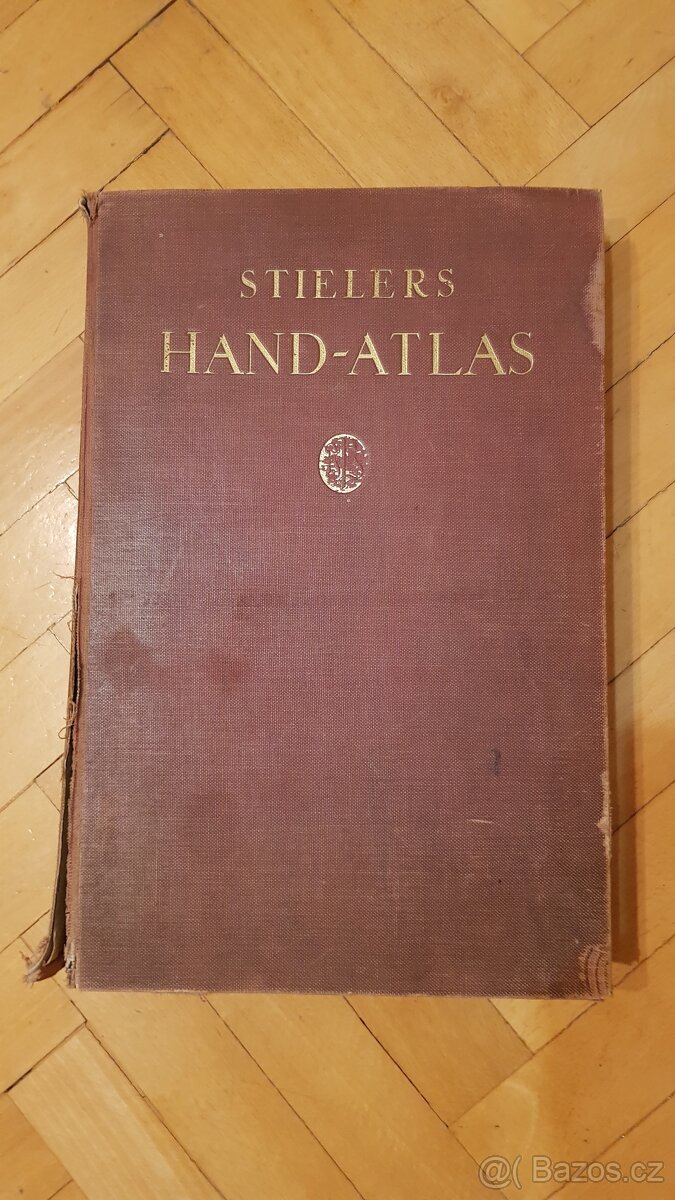 STIELERS
HAND-ATLAS
@( Bazos.cz